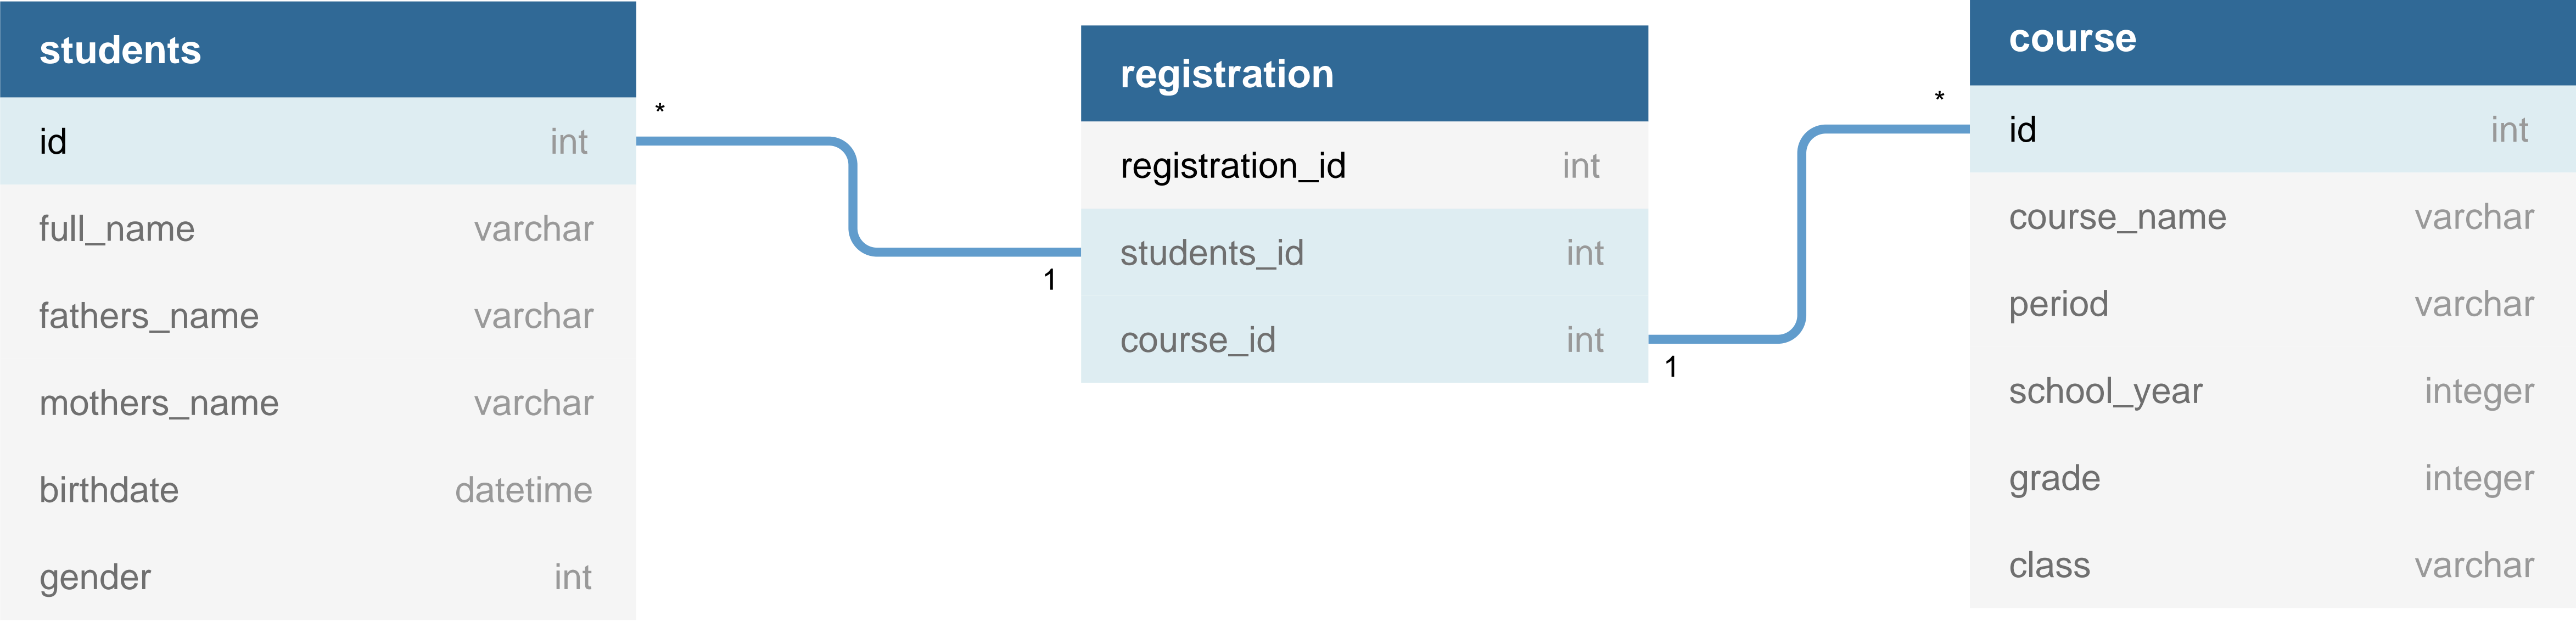 students
id int
full_name varchar
fathers_name varchar
mothers_name varchar
birthdate datetime
gender int
*
1
registration
registration_id int
students_id int
course_id int
1
*
course
id int
course_name varchar
period varchar
school_year integer
grade integer
class varchar